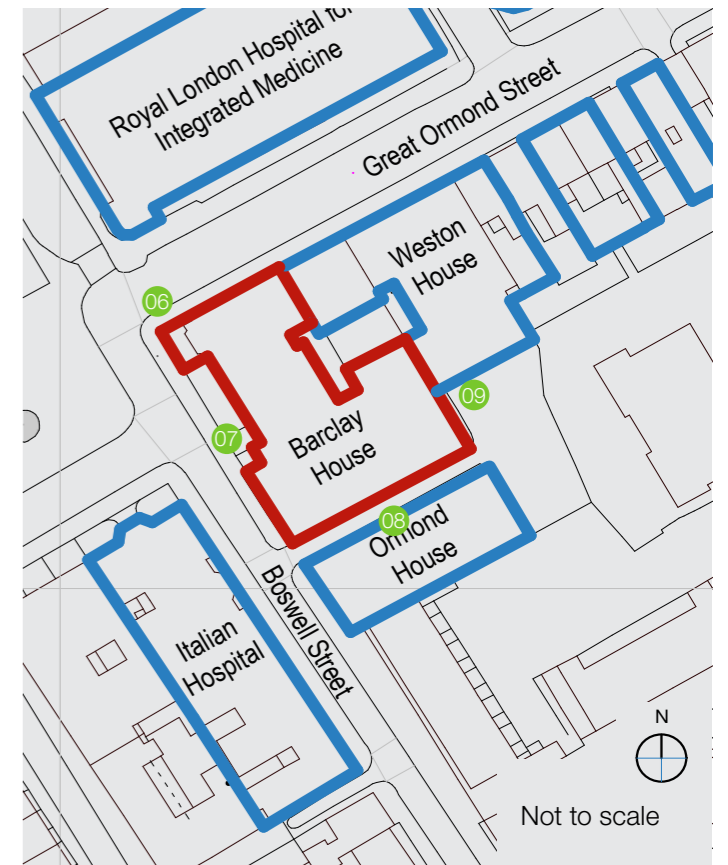 Royal London Hospital for
Integrated Medicine
Great Ormond Street
Weston
House
06
07
Barclay
House
09
08
Ormond
House
Boswell Street
Italian
Hospital
N
Not to scale